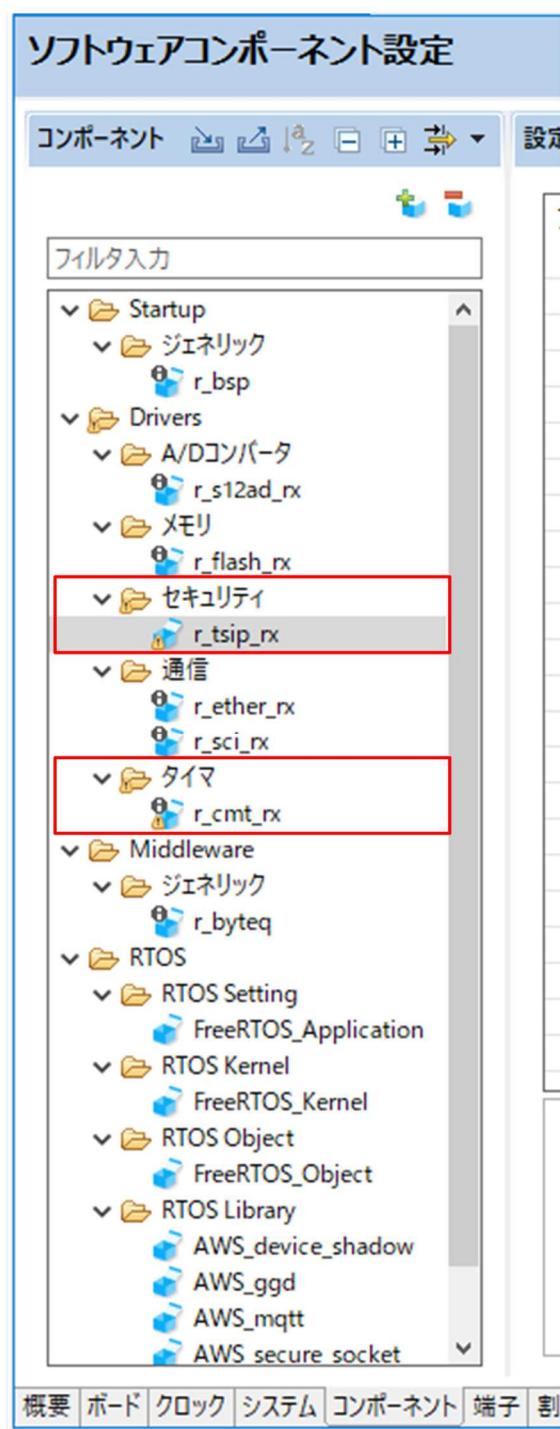 ソフトウェアコンポーネント設定
コンポーネント
設定
フィルタ入力
Startup
ジェネリック
r_bsp
Drivers
A/Dコンバータ
r_s12ad_rx
メモリ
r_flash_rx
セキュリティ
r_tsip_rx
通信
r_ether_rx
r_sci_rx
タイマ
r_cmt_rx
Middleware
ジェネリック
r_byteq
RTOS
RTOS Setting
FreeRTOS_Application
RTOS Kernel
FreeRTOS_Kernel
RTOS Object
FreeRTOS_Object
RTOS Library
AWS_device_shadow
AWS_ggd
AWS_mqtt
AWS_secure_socket
概要 ボード クロック システム コンポーネント 端子 割